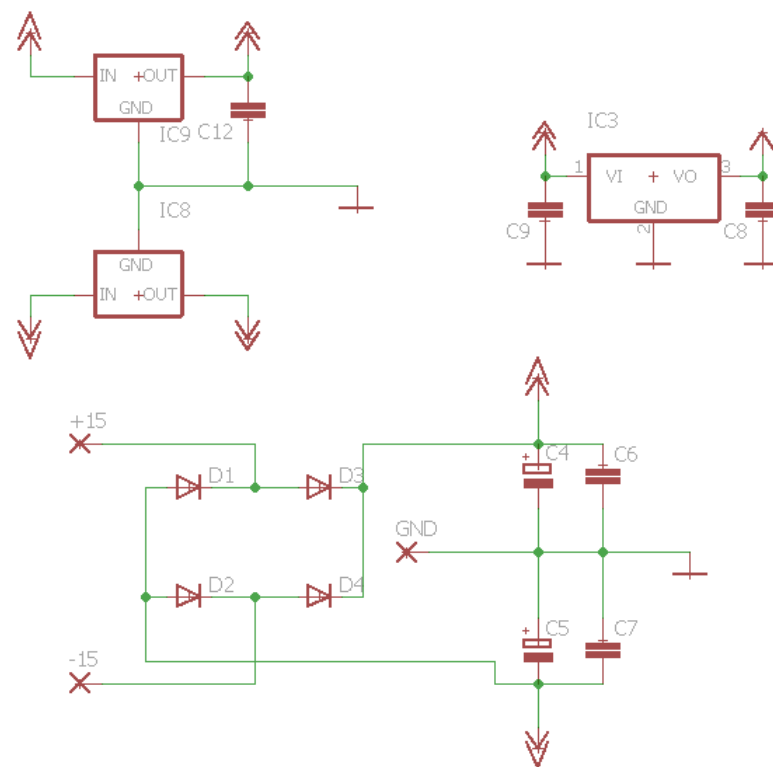 IN +OUT
GND
IC9 C12
IC8
GND
IN +OUT
IC3
1 VI + VO 3
GND
C9 2 C8
+15
D1 D3
C4 C6
GND
D2 D4
C5 C7
-15